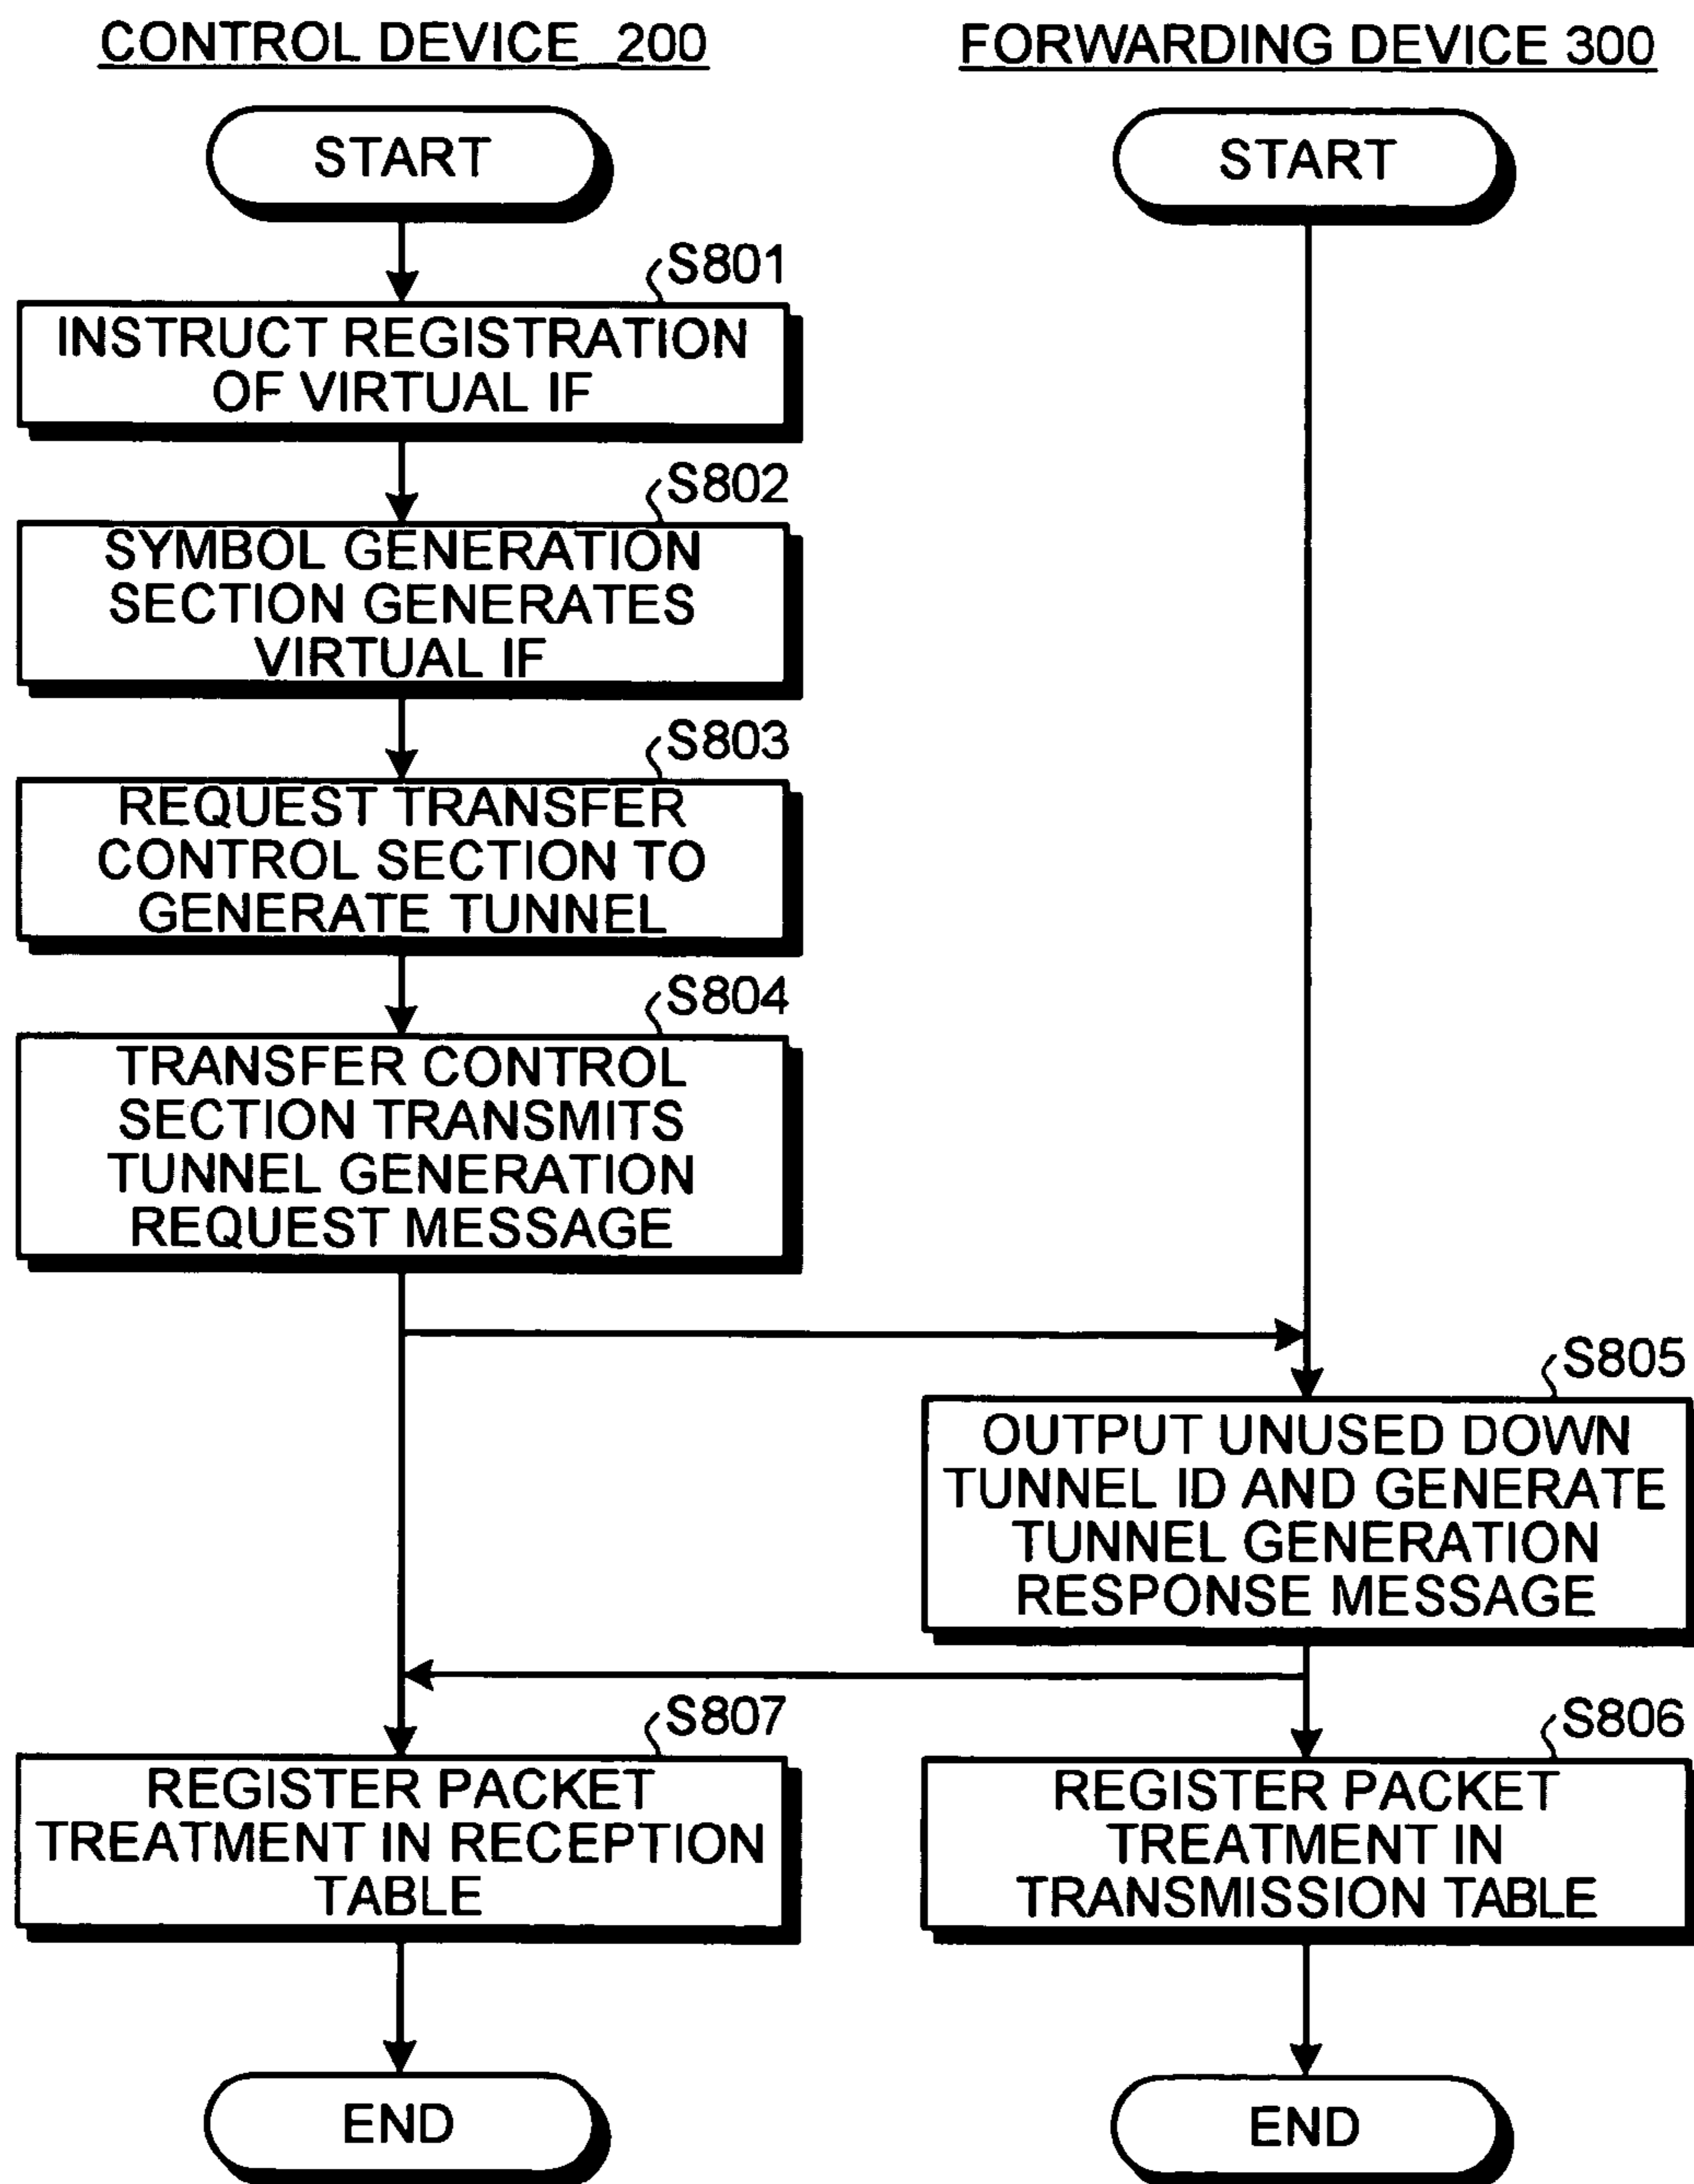 CONTROL DEVICE 200
FORWARDING DEVICE 300
START
START
S801
INSTRUCT REGISTRATION
OF VIRTUAL IF
S802
SYMBOL GENERATION
SECTION GENERATES
VIRTUAL IF
S803
REQUEST TRANSFER
CONTROL SECTION TO
GENERATE TUNNEL
S804
TRANSFER CONTROL
SECTION TRANSMITS
TUNNEL GENERATION
REQUEST MESSAGE
S805
OUTPUT UNUSED DOWN
TUNNEL ID AND GENERATE
TUNNEL GENERATION
RESPONSE MESSAGE
S807
REGISTER PACKET
TREATMENT IN RECEPTION
TABLE
S806
REGISTER PACKET
TREATMENT IN
TRANSMISSION TABLE
END
END